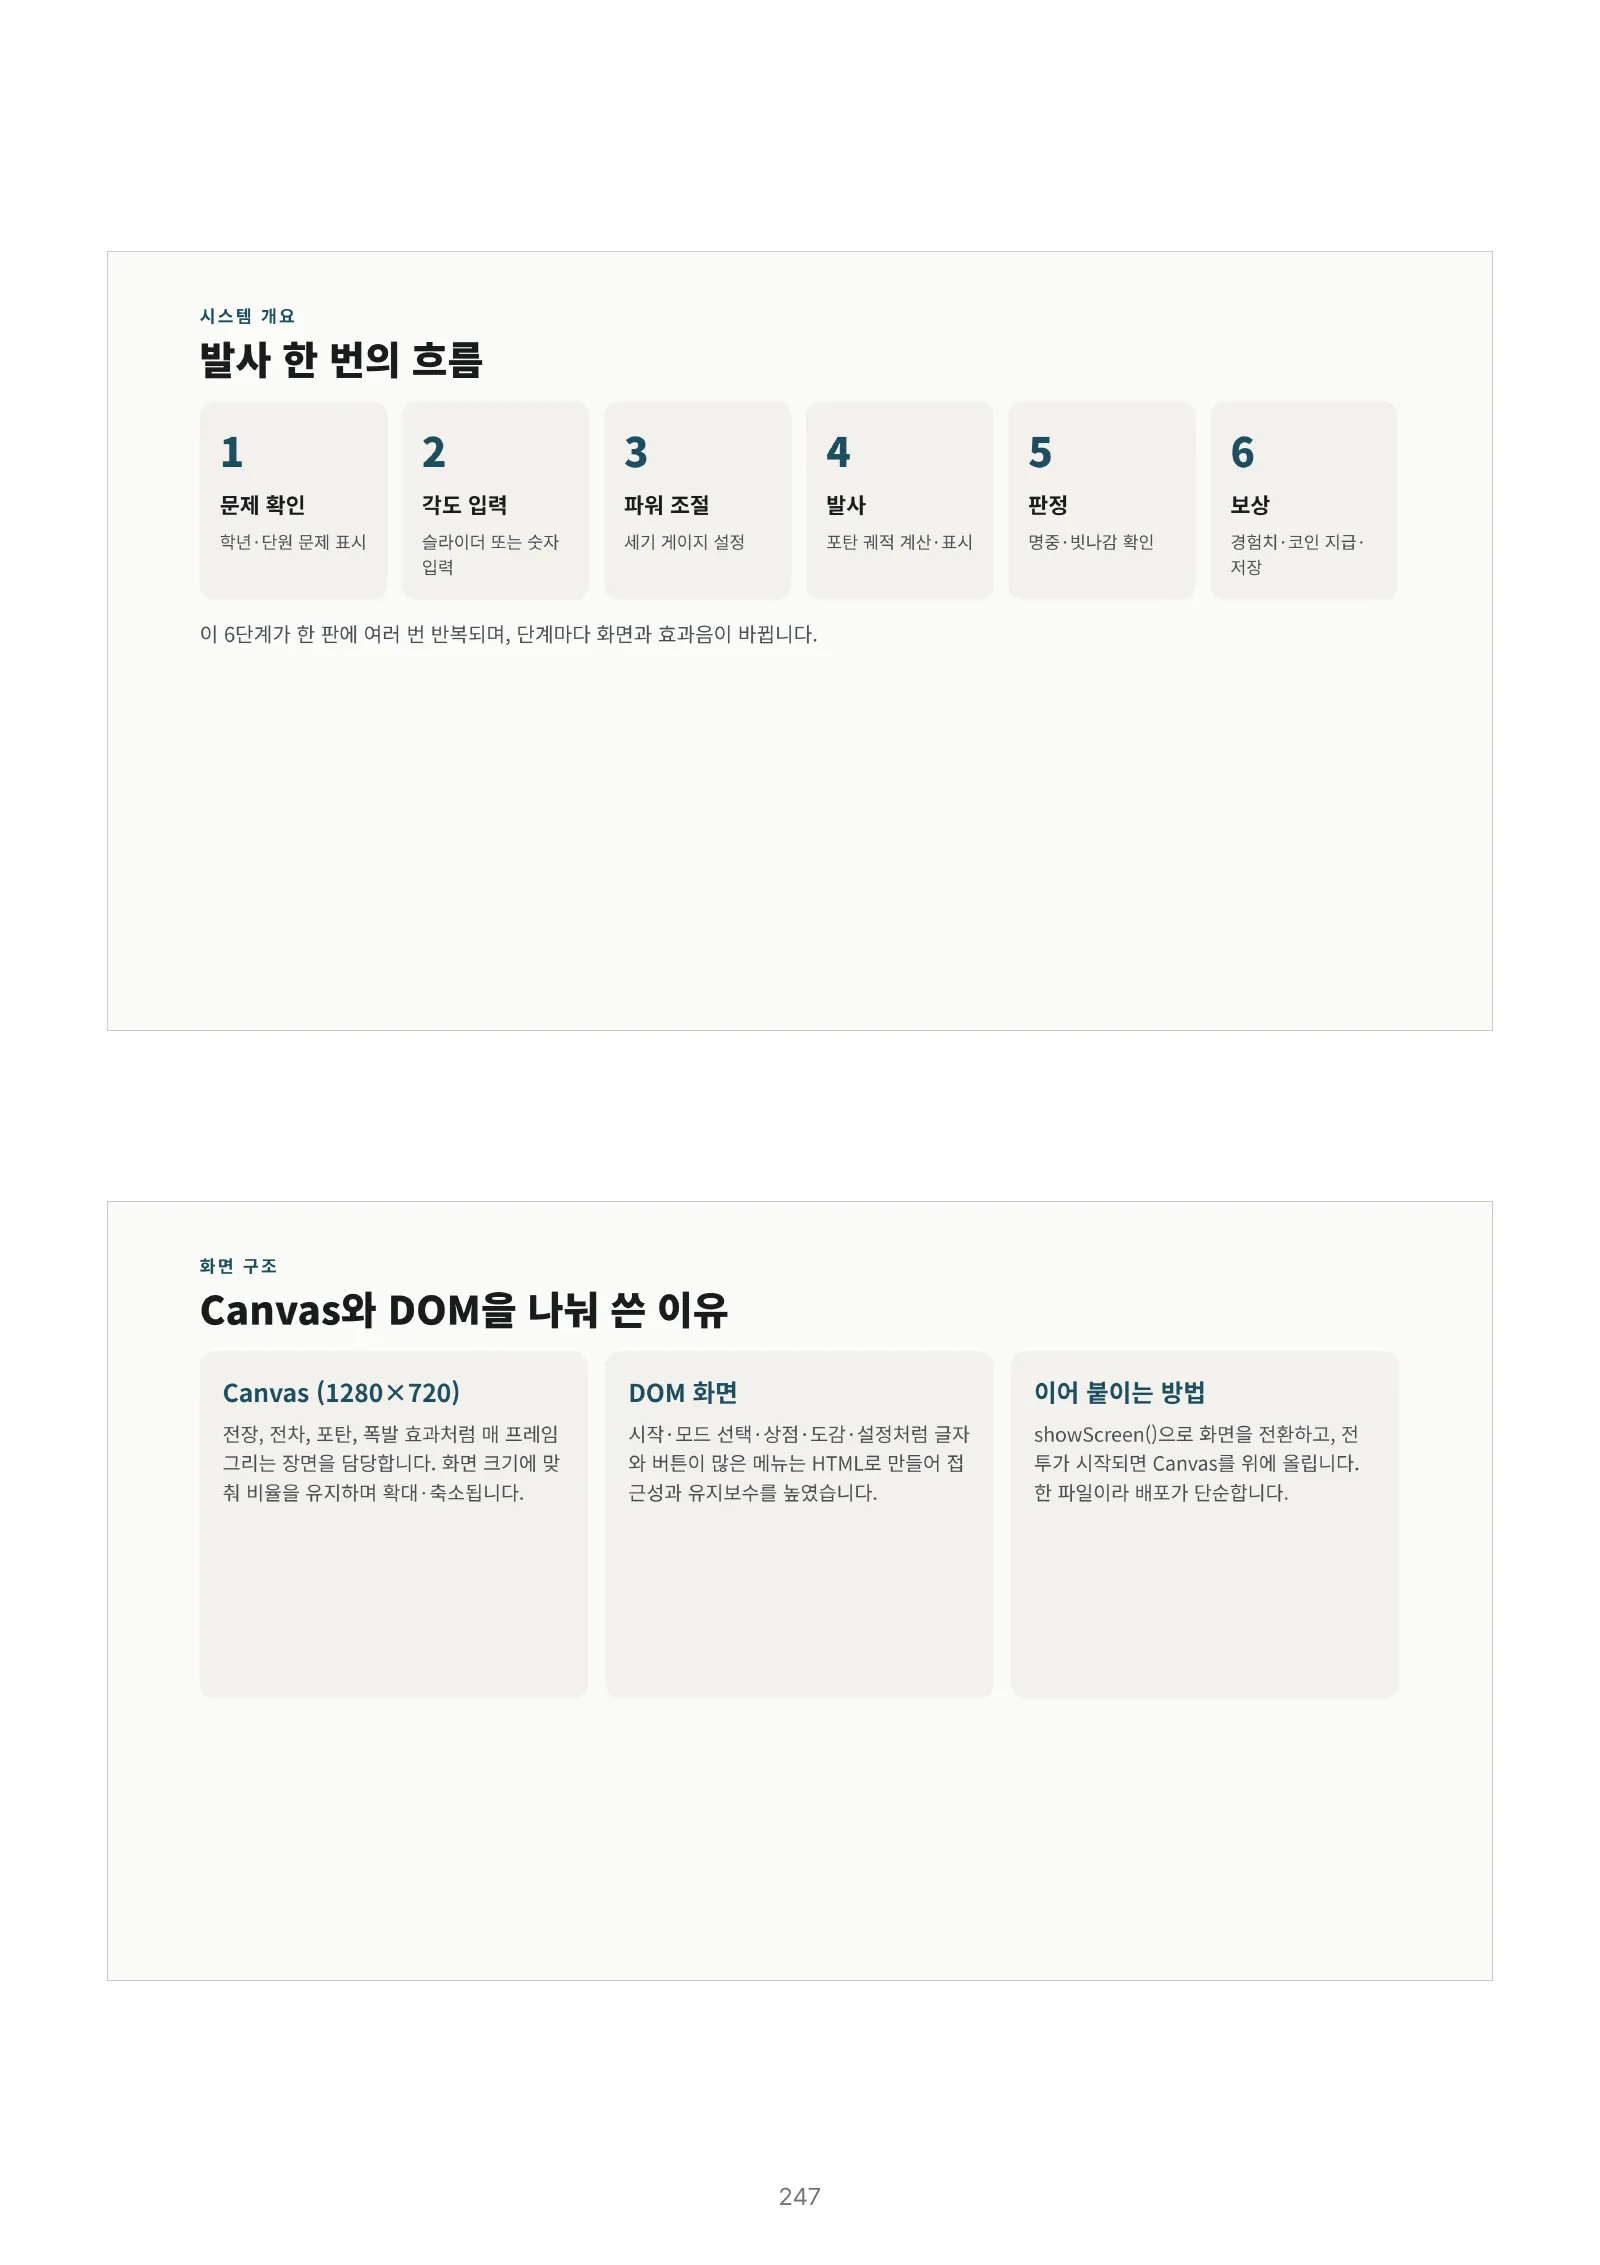 시스템 개요
발사 한 번의 흐름
1
문제 확인
학년·단원 문제 표시
2
각도 입력
슬라이더 또는 숫자
입력
3
파워 조절
세기 게이지 설정
4
발사
포탄 궤적 계산·표시
5
판정
명중·빗나감 확인
6
보상
경험치·코인 지급·
저장
이 6단계가 한 판에 여러 번 반복되며, 단계마다 화면과 효과음이 바뀝니다.
화면 구조
Canvas와 DOM을 나눠 쓴 이유
Canvas (1280×720)
전장, 전차, 포탄, 폭발 효과처럼 매 프레임
그리는 장면을 담당합니다. 화면 크기에 맞
춰 비율을 유지하며 확대·축소됩니다.
DOM 화면
시작·모드 선택·상점·도감·설정처럼 글자
와 버튼이 많은 메뉴는 HTML로 만들어 접
근성과 유지보수를 높였습니다.
이어 붙이는 방법
showScreen()으로 화면을 전환하고, 전
투가 시작되면 Canvas를 위에 올립니다.
한 파일이라 배포가 단순합니다.
247